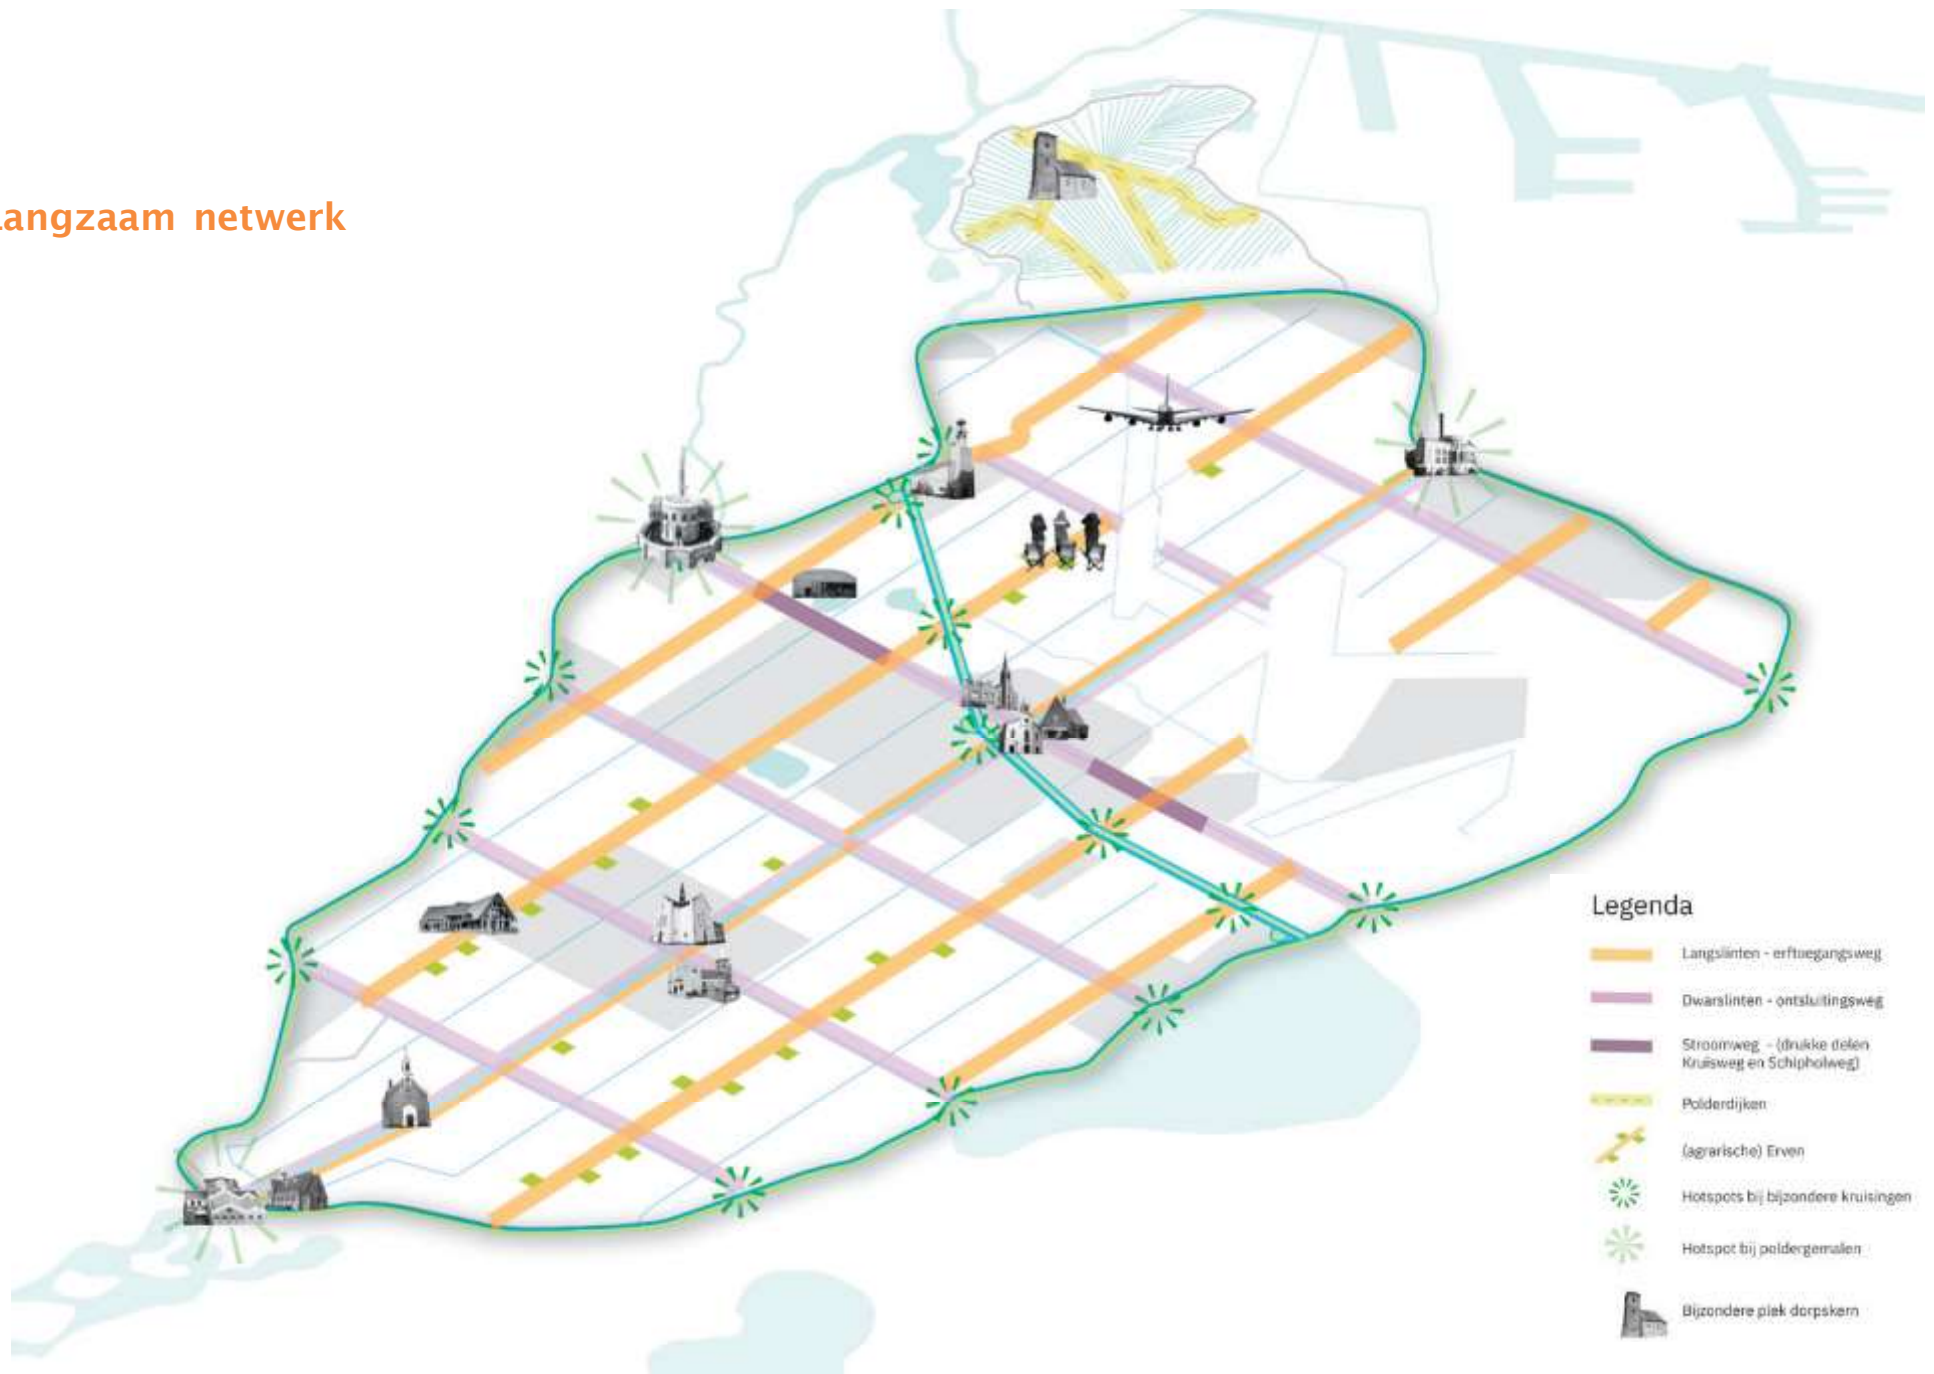 Langzaam netwerk
Legenda
Langslinten - erftoegangsweg
Dwarslinten - ontsluitingsweg
Stroomweg - (drukke delen
Kruisweg en Schipholweg)
Polderdijken
(agrarische) Erven
Hotspots bij bijzondere kruisingen
Hotspot bij poldergemalen
Bijzondere plek dorpskern